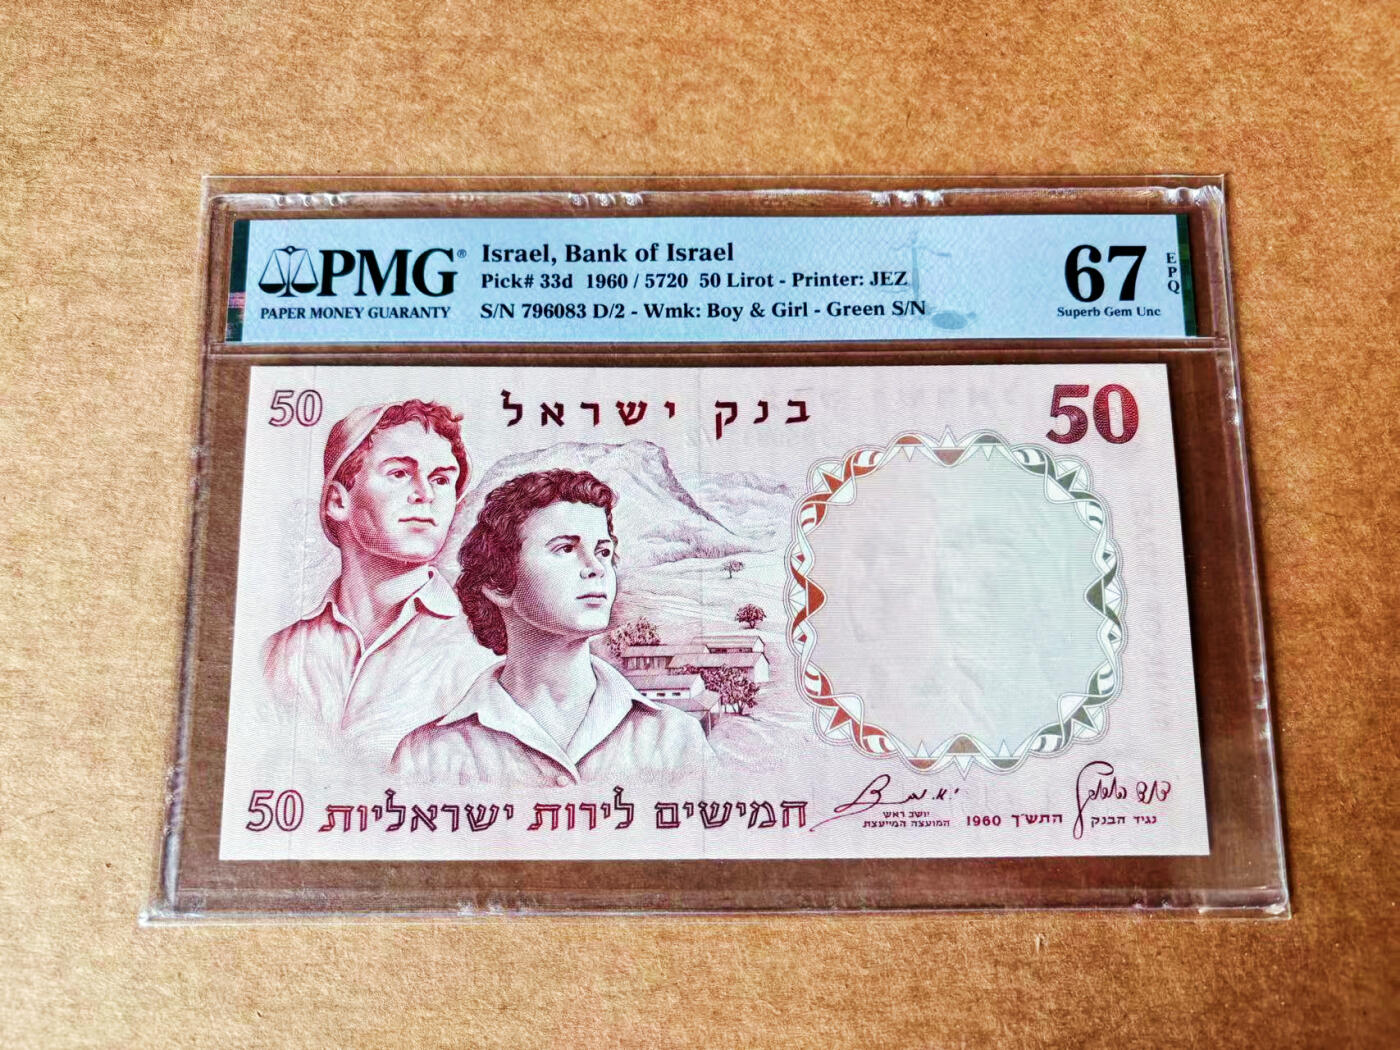 PMG®
PAPER MONEY GUARANTY
Israel, Bank of Israel
Pick# 33d 1960 / 5720 50 Lirot - Printer: JEZ
S/N 796083 D/2 - Wmk: Boy & Girl - Green S/N
67
EPQ
Superb Gem Unc
50
בנק ישראל
50
50
חמישים לירות ישראליות
יושב ראש
המועצה המייעצת
התש"ך 1960
נגיד הבנק